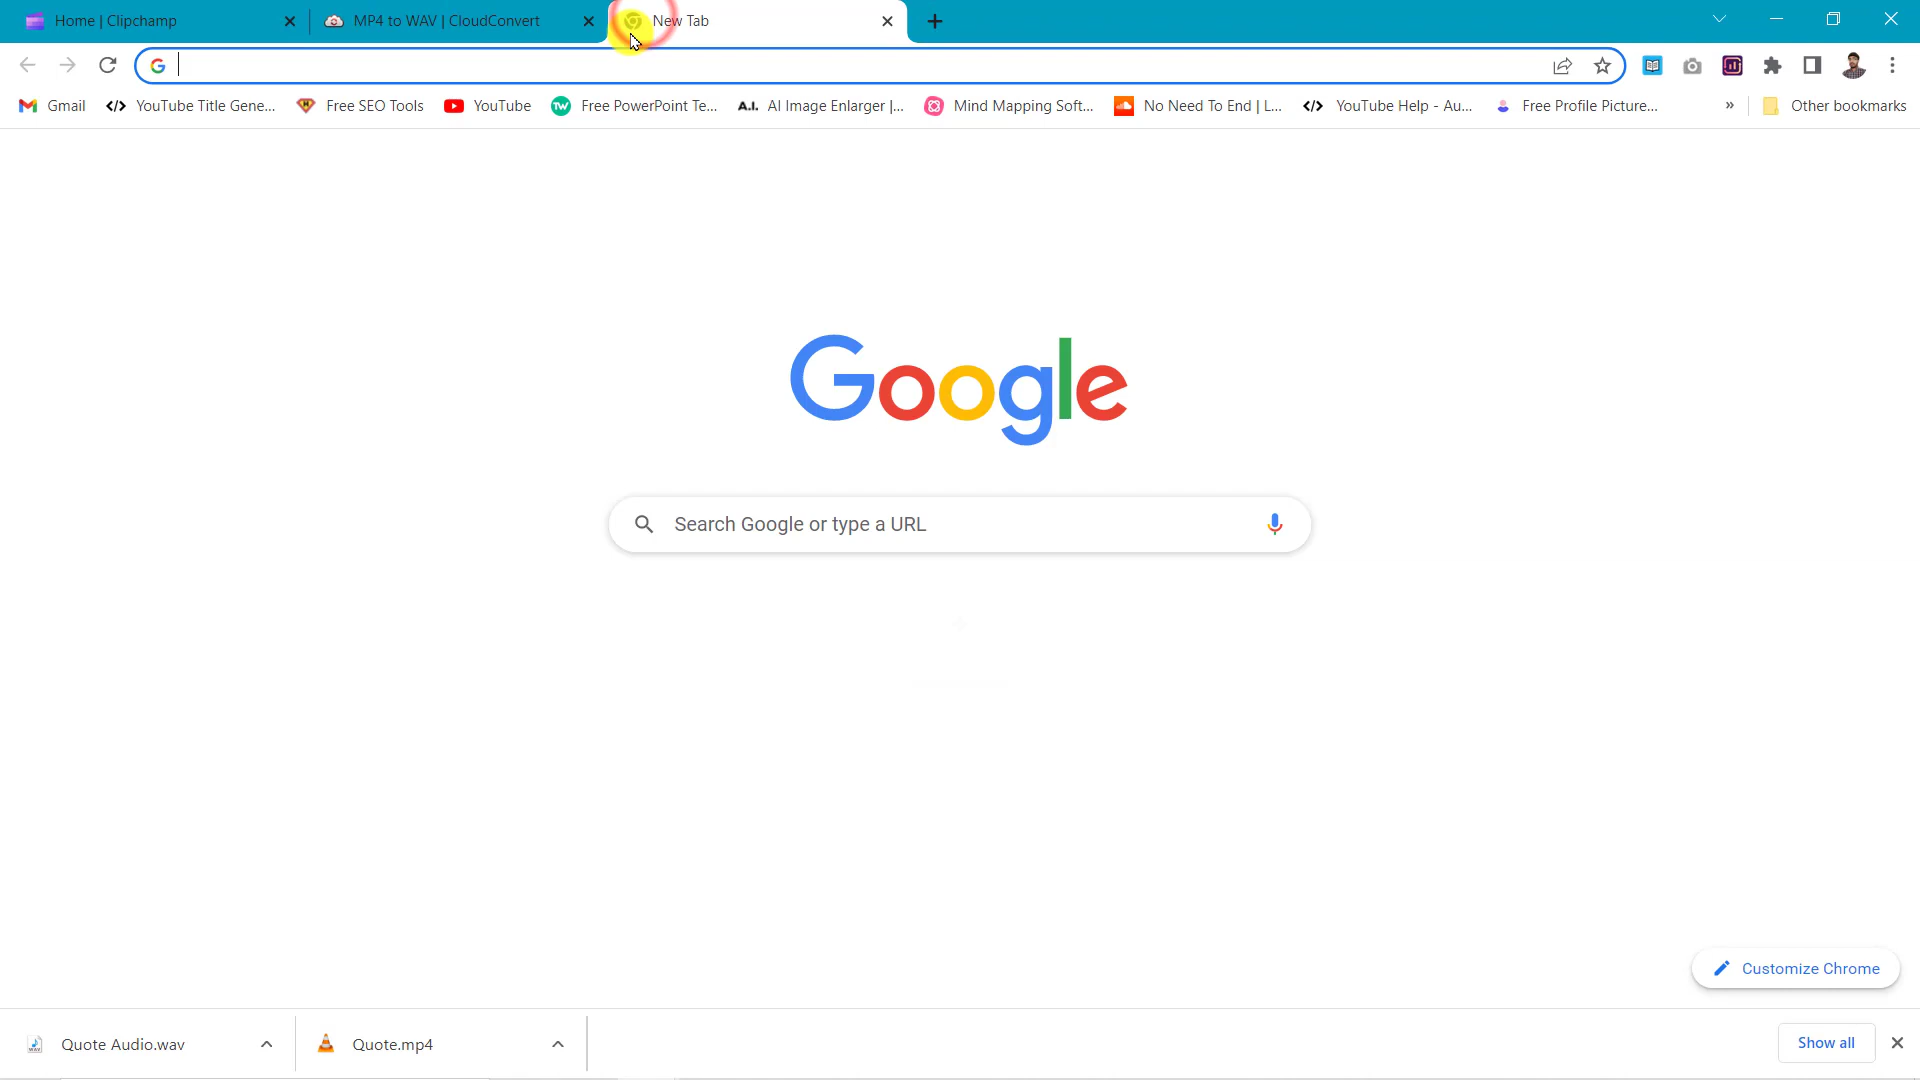 Home | Clipchamp
MP4 to WAV | CloudConvert
New Tab
Gmail
YouTube Title Gene...
Free SEO Tools
YouTube
TW Free PowerPoint Te...
A.I. AI Image Enlarger |...
Mind Mapping Soft...
No Need To End | L...
YouTube Help - Au...
Free Profile Picture...
»
Other bookmarks
Google
Search Google or type a URL
Customize Chrome
Quote Audio.wav
Quote.mp4
Show all